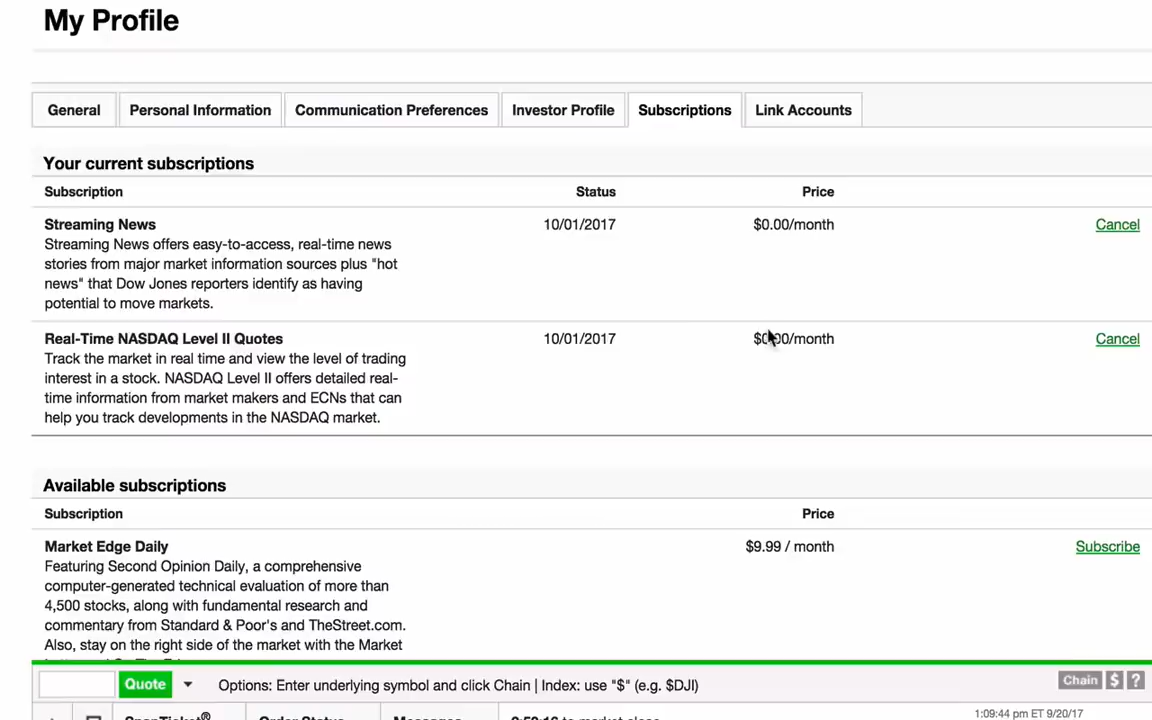 My Profile
General Personal Information Communication Preferences Investor Profile Subscriptions Link Accounts
Your current subscriptions
Subscription Status Price
Streaming News 10/01/2017 $0.00/month Cancel
Streaming News offers easy-to-access, real-time news
stories from major market information sources plus "hot
news" that Dow Jones reporters identify as having
potential to move markets.
Real-Time NASDAQ Level II Quotes 10/01/2017 $0.00/month Cancel
Track the market in real time and view the level of trading
interest in a stock. NASDAQ Level II offers detailed real-
time information from market makers and ECNs that can
help you track developments in the NASDAQ market.
Available subscriptions
Subscription Price
Market Edge Daily $9.99 / month Subscribe
Featuring Second Opinion Daily, a comprehensive
computer-generated technical evaluation of more than
4,500 stocks, along with fundamental research and
commentary from Standard & Poor's and TheStreet.com.
Also, stay on the right side of the market with the Market
Quote Options: Enter underlying symbol and click Chain | Index: use "$" (e.g. $DJI) Chain $ ?
SnapTicket® Order Status Messages to market close 1:09:44 pm ET 9/20/17